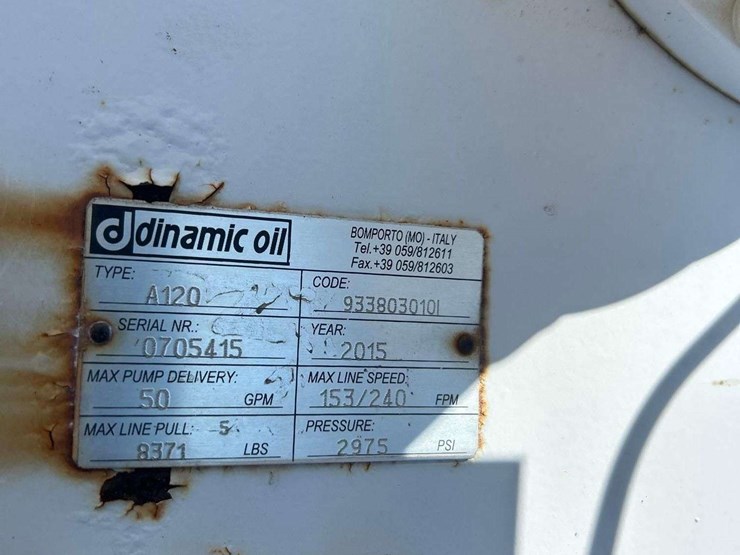 d dinamic oil
BOMPORTO (MO) - ITALY
Tel.+39 059/812611
Fax.+39 059/812603
TYPE: A120
CODE: 933803010I
SERIAL NR.: 0705415
YEAR: 2015
MAX PUMP DELIVERY: 50 GPM
MAX LINE SPEED: 153/240 FPM
MAX LINE PULL: 5 8371 LBS
PRESSURE: 2975 PSI